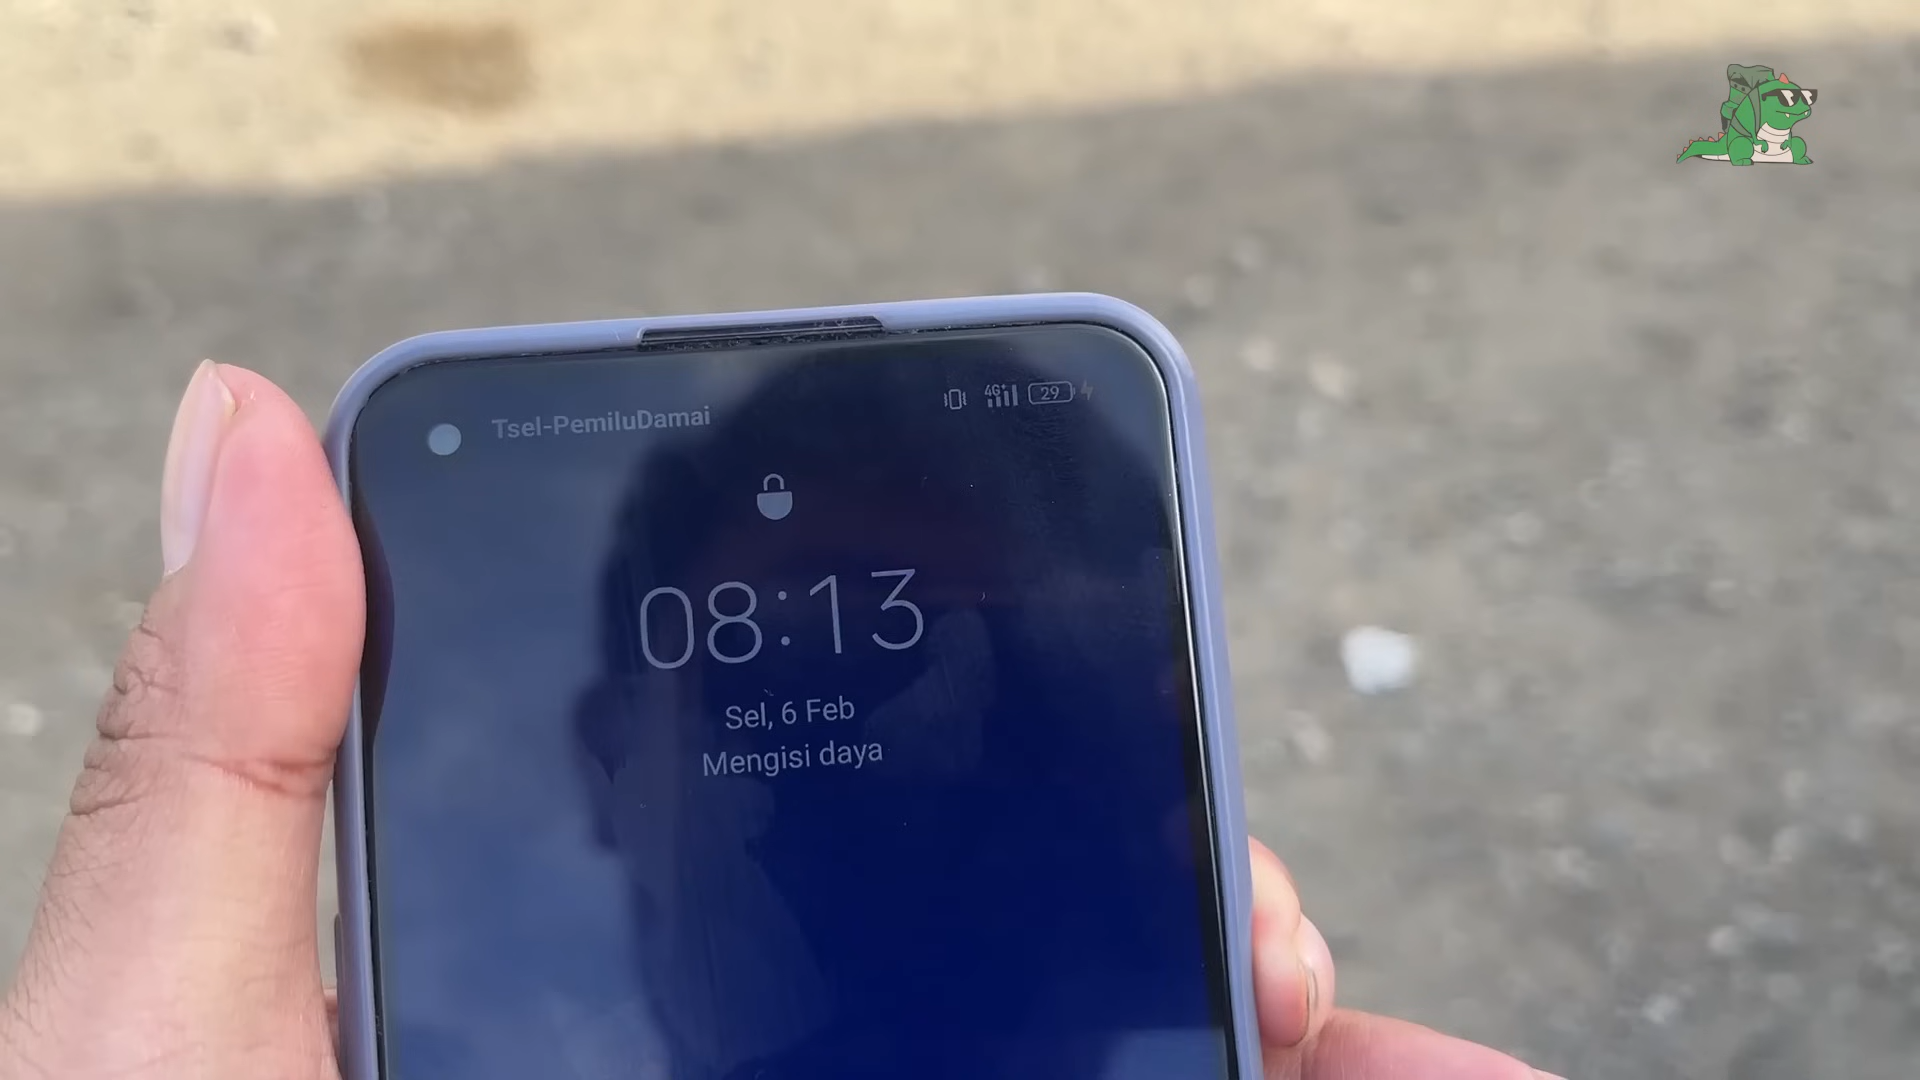 Tsel-PemiluDamai
4G+ 29
08:13
Sel, 6 Feb
Mengisi daya